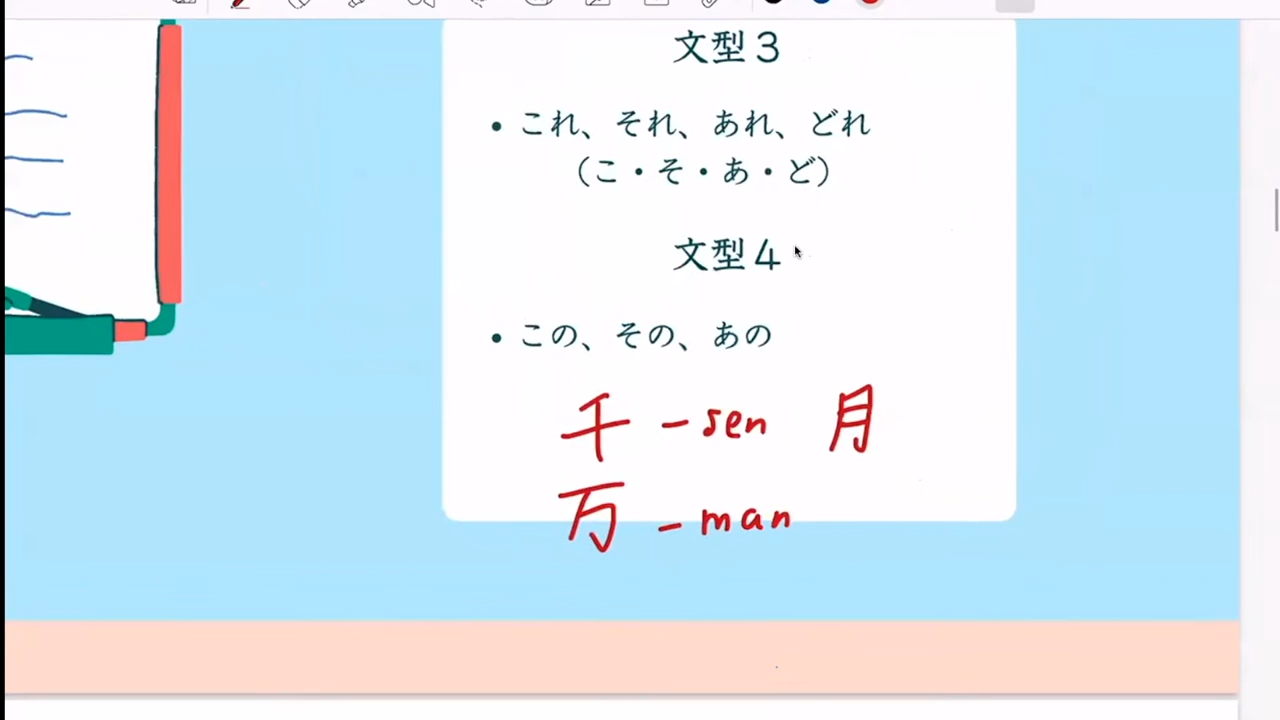 文型３
• これ、それ、あれ、どれ
（こ・そ・あ・ど）
文型４
• この、その、あの
千 - sen 月
万 - man